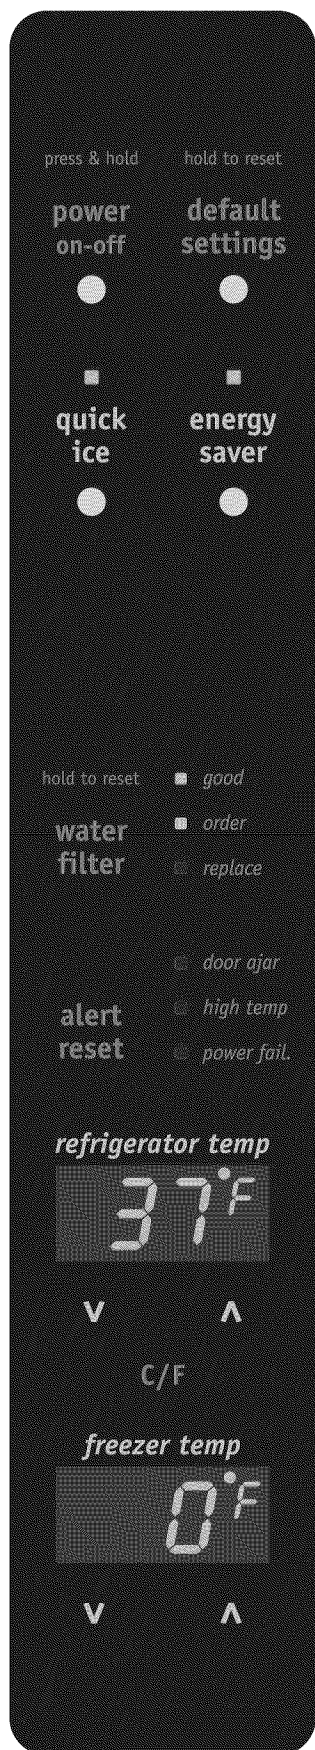 press & hold
hold to reset
power
on-off
default
settings
quick
ice
energy
saver
hold to reset
water
filter
good
order
replace
alert
reset
door ajar
high temp
power fail.
refrigerator temp
37°F
v ʌ
C/F
freezer temp
0°F
v ʌ